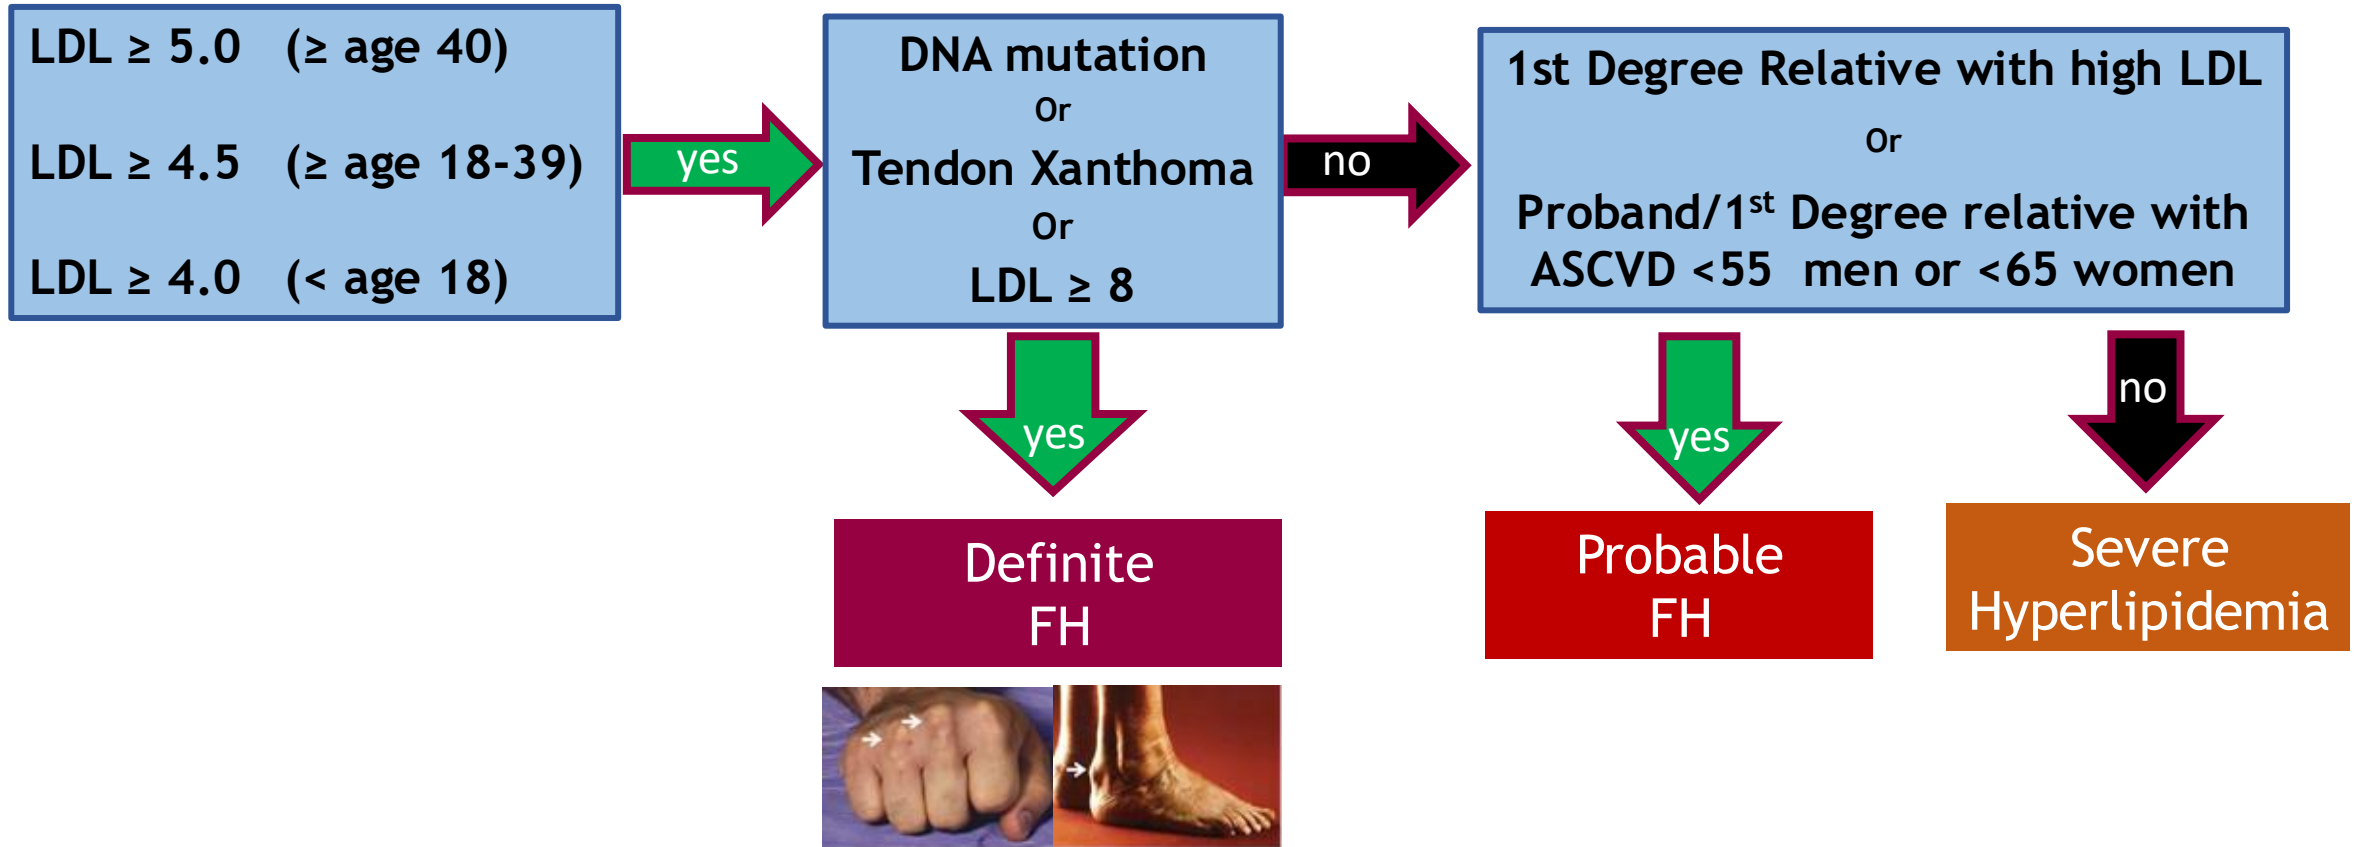 LDL ≥ 5.0 (≥ age 40)
LDL ≥ 4.5 (≥ age 18-39)
LDL ≥ 4.0 (< age 18)
yes
DNA mutation
Or
Tendon Xanthoma
Or
LDL ≥ 8
no
1st Degree Relative with high LDL
Or
Proband/1st Degree relative with
ASCVD <55 men or <65 women
yes
yes
no
Definite
FH
Probable
FH
Severe
Hyperlipidemia